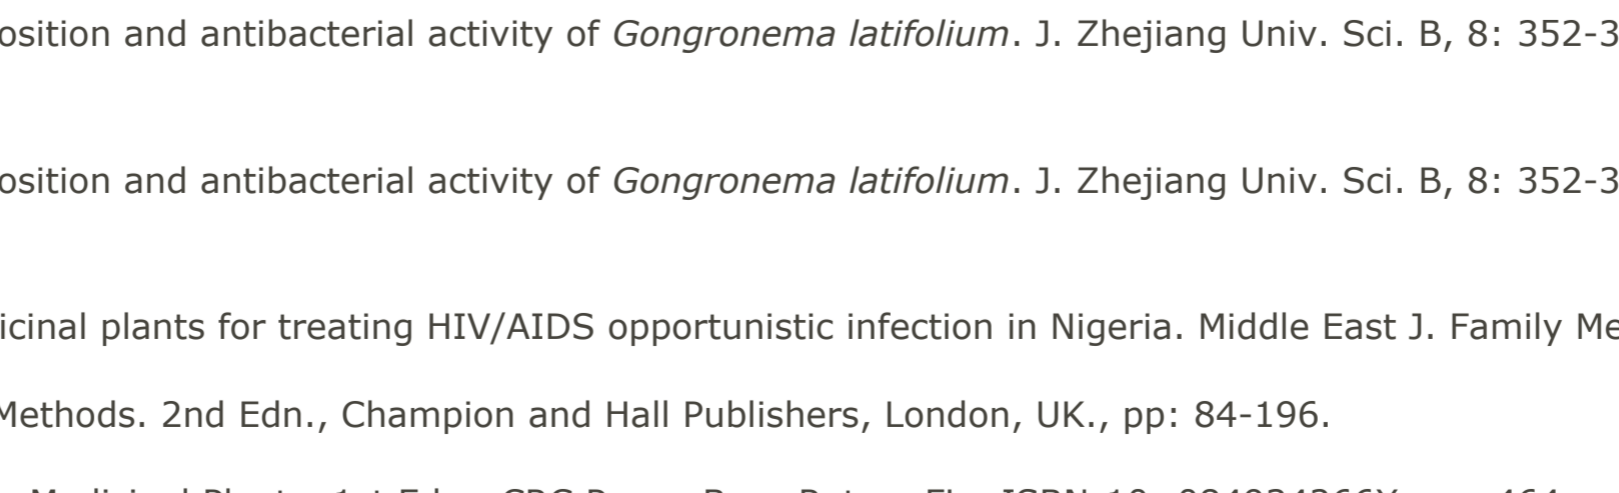 osition and antibacterial activity of Gongronema latifolium. J. Zhejiang Univ. Sci. B, 8: 352-3
osition and antibacterial activity of Gongronema latifolium. J. Zhejiang Univ. Sci. B, 8: 352-3
icinal plants for treating HIV/AIDS opportunistic infection in Nigeria. Middle East J. Family Me
Methods. 2nd Edn., Champion and Hall Publishers, London, UK., pp: 84-196.